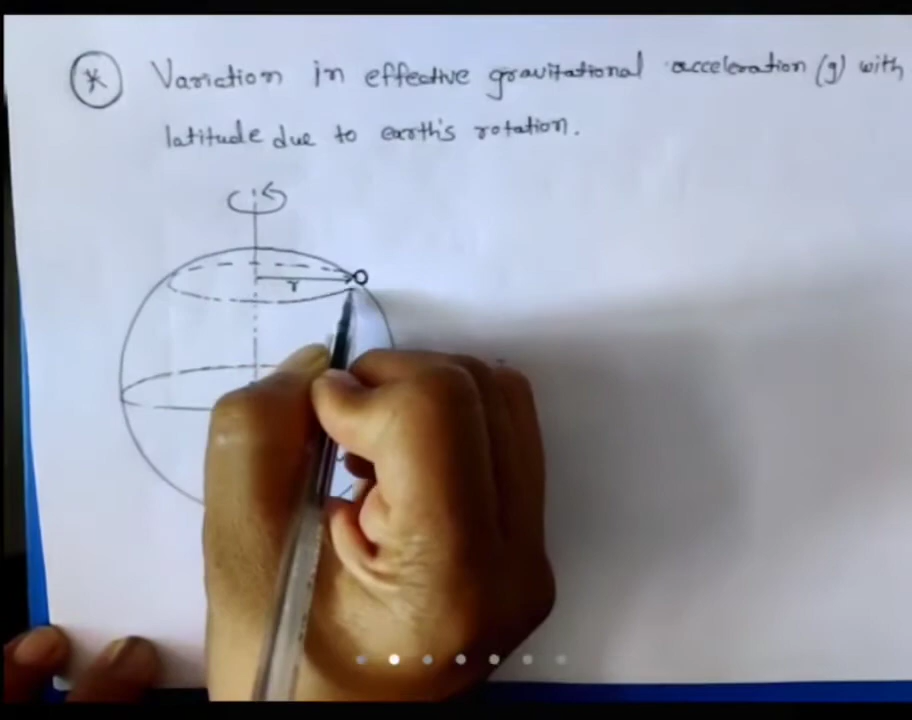 * Variation in effective gravitational acceleration (g) with
latitude due to earth's rotation.
r